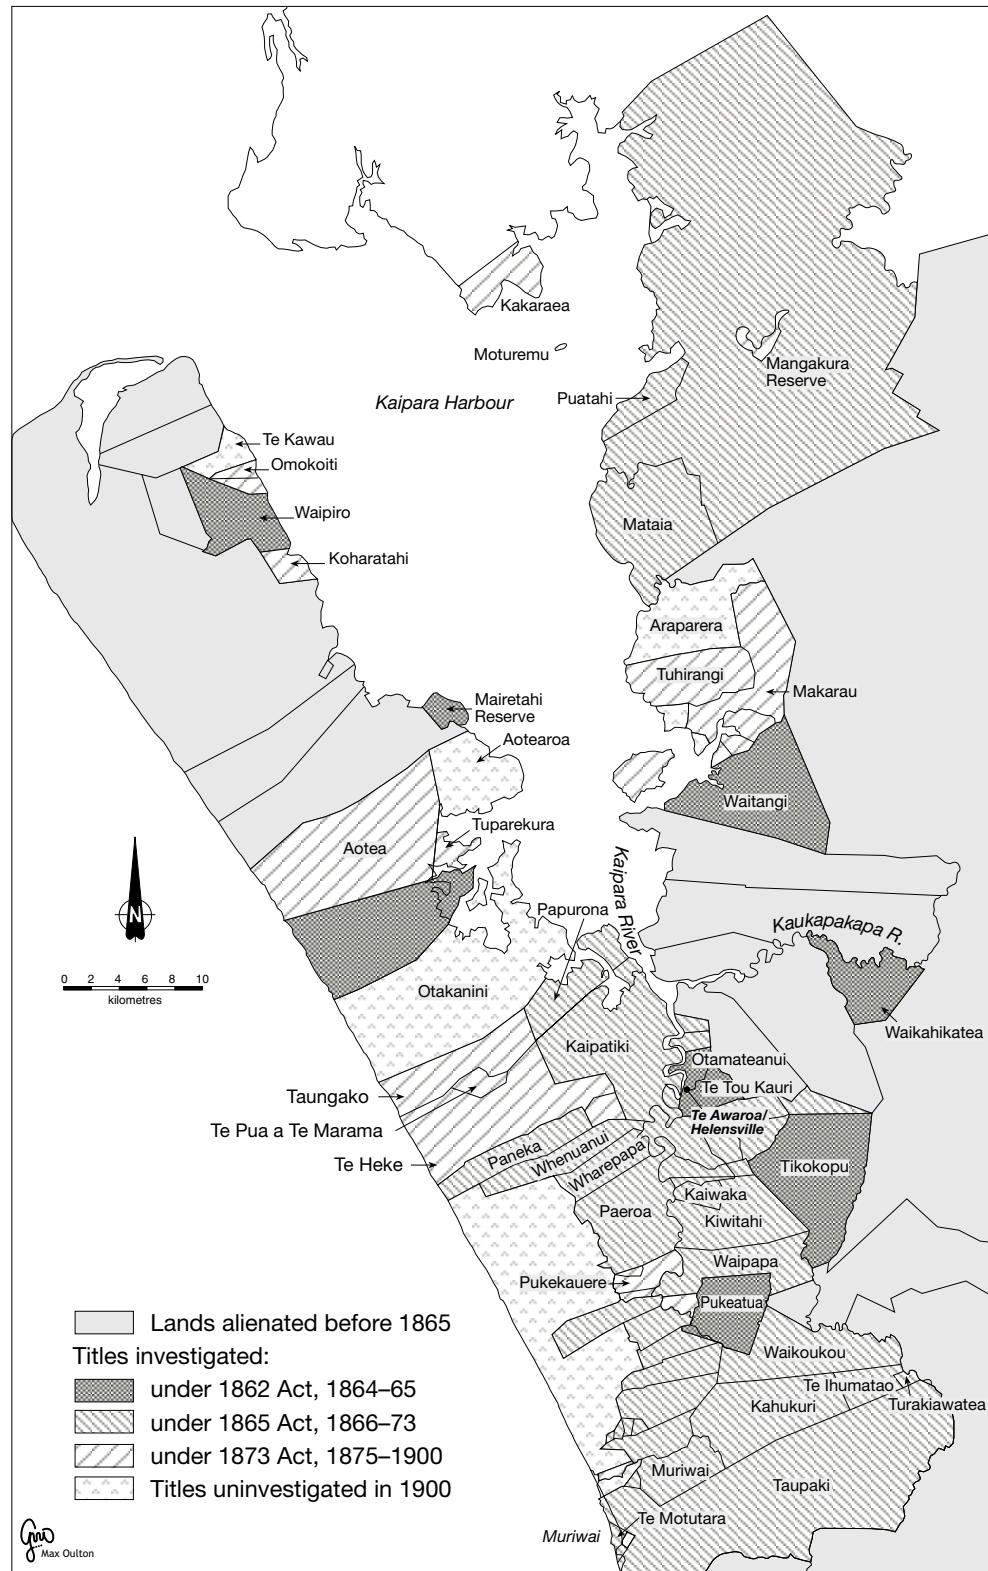 Kakaraea
Moturemu
Kaipara Harbour
Puatahi
Mangakura
Reserve
Te Kawau
Omokoiti
Waipiro
Koharatahi
Mataia
Araparera
Tuhirangi
Makarau
Mairetahi
Reserve
Aotearoa
Waitangi
Tuparekura
Aotea
Kaipara River
Papurona
Kaukapakapa R.
N
0 2 4 6 8 10
kilometres
Otakanini
Waikahikatea
Kaipatiki
Otamateanui
Te Tou Kauri
Taungako
Te Awaroa/
Helensville
Te Pua a Te Marama
Te Heke
Paneka
Whenuanui
Wharepapa
Tikokopu
Kaiwaka
Paeroa
Kiwitahi
Waipapa
Pukekauere
Pukeatua
Waikoukou
Te Ihumatao
Kahukuri
Turakiawatea
Muriwai
Taupaki
Te Motutara
Muriwai
Lands alienated before 1865
Titles investigated:
under 1862 Act, 1864–65
under 1865 Act, 1866–73
under 1873 Act, 1875–1900
Titles uninvestigated in 1900
Max Oulton